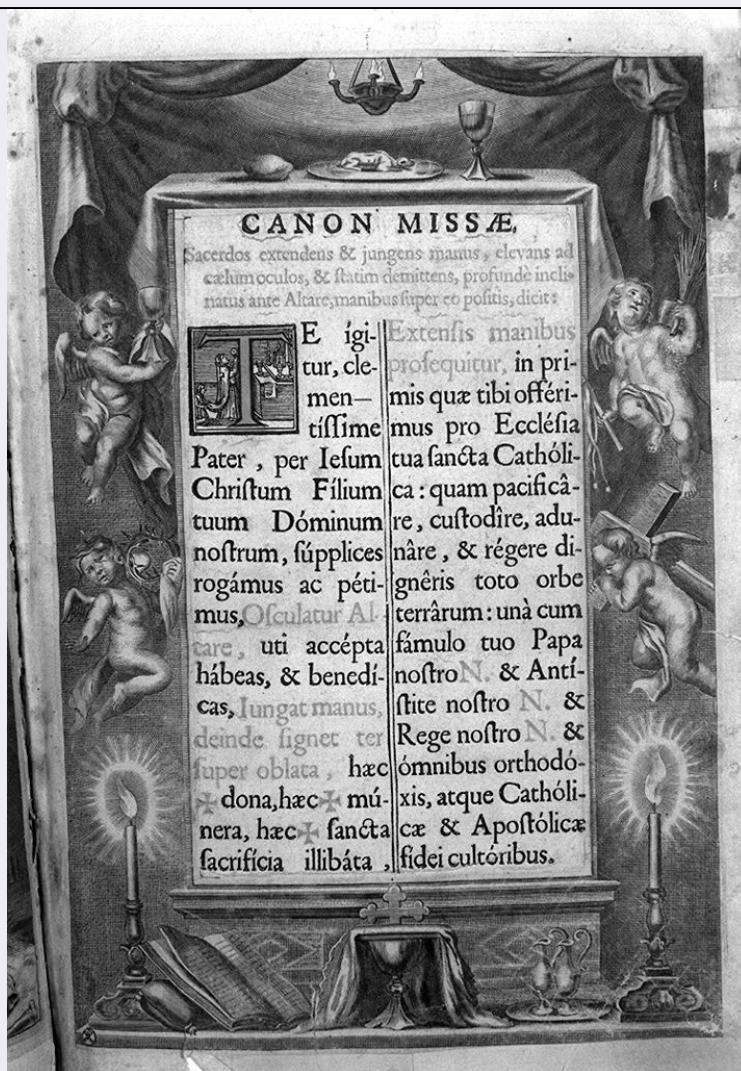 CANON MISSÆ.
Sacerdos extendens & jungens manus, elevans ad
cælum oculos, & ſtatim demittens, profundè incli-
natus ante Altare, manibus ſuper eo poſitis, dicit:
TE ígi-
tur, cle-
men—
tíſſime
Pater , per Ieſum
Chriſtum Fílium
tuum Dóminum
noſtrum, ſúpplices
rogámus ac péti-
mus, Oſculatur Al-
tare , uti accépta
hábeas, & benedí-
cas, Iungat manus,
deinde ſignet ter
ſuper oblata , hæc
✠ dona, hæc ✠ mú-
nera, hæc ✠ ſancta
ſacrifícia illibáta ,
Extenſis manibus
proſequitur, in pri-
mis quæ tibi offéri-
mus pro Eccléſia
tua ſancta Cathóli-
ca : quam pacificâ-
re , cuſtodîre, adu-
nâre , & régere di-
gnêris toto orbe
terrârum : unà cum
fámulo tuo Papa
noſtro N. & Antí-
ſtite noſtro N. &
Rege noſtro N. &
ómnibus orthodó-
xis, atque Cathóli-
cæ & Apoſtólicæ
fidei cultóribus.